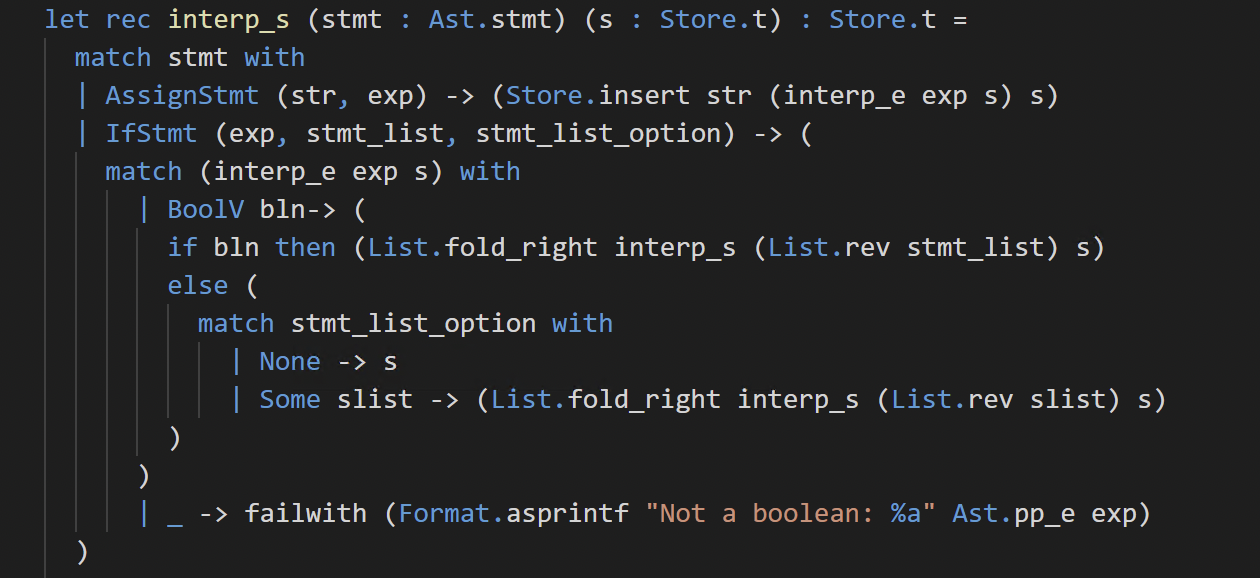 let rec interp_s (stmt : Ast.stmt) (s : Store.t) : Store.t =
  match stmt with
  | AssignStmt (str, exp) -> (Store.insert str (interp_e exp s) s)
  | IfStmt (exp, stmt_list, stmt_list_option) -> (
    match (interp_e exp s) with
      | BoolV bln-> (
        if bln then (List.fold_right interp_s (List.rev stmt_list) s)
        else (
          match stmt_list_option with
            | None -> s
            | Some slist -> (List.fold_right interp_s (List.rev slist) s)
        )
      )
      | _ -> failwith (Format.asprintf "Not a boolean: %a" Ast.pp_e exp)
  )